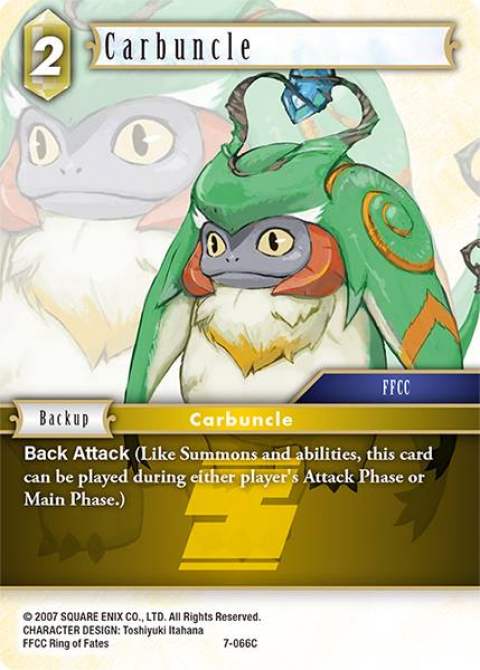 2
Carbuncle
FFCC
Backup
Carbuncle
Back Attack (Like Summons and abilities, this card
can be played during either player's Attack Phase or
Main Phase.)
© 2007 SQUARE ENIX CO., LTD. All Rights Reserved.
CHARACTER DESIGN: Toshiyuki Itahana
FFCC Ring of Fates
7-066C